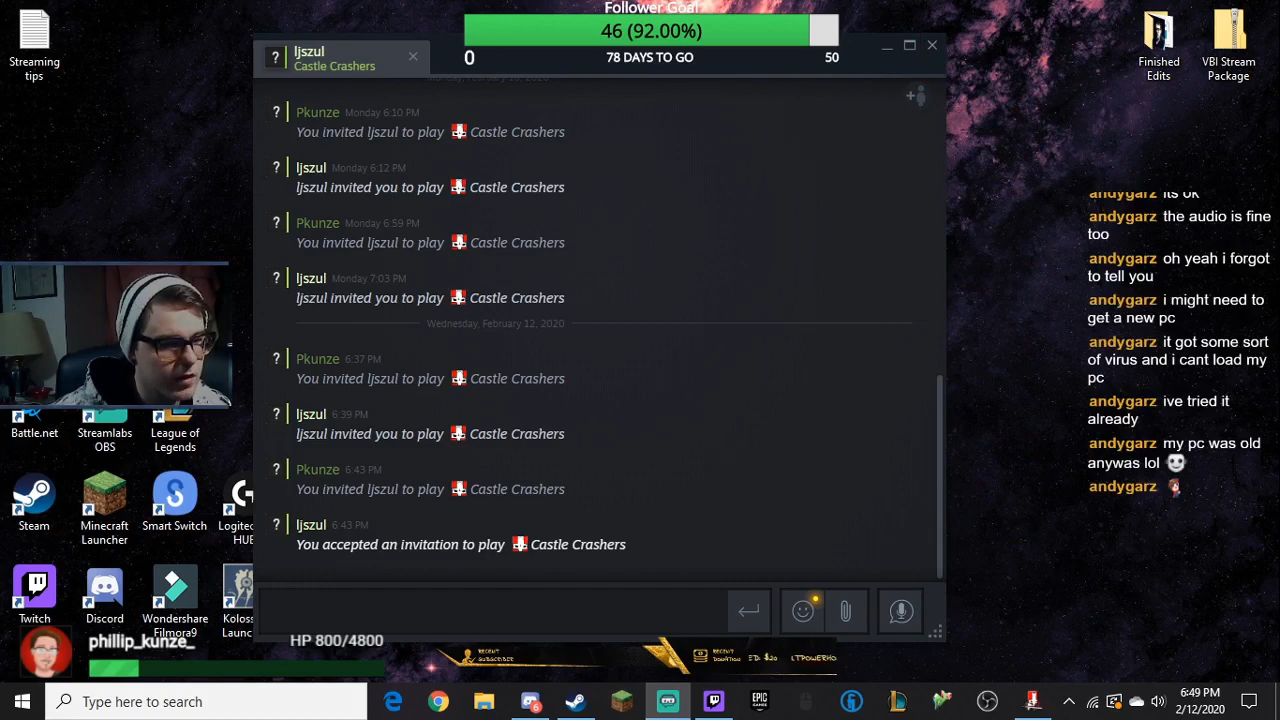 Follower Goal
46 (92.00%)
0
78 DAYS TO GO
50
Streaming
tips
Finished
Edits
VBI Stream
Package
ljszul
Castle Crashers
Pkunze Monday 6:10 PM
You invited ljszul to play Castle Crashers
ljszul Monday 6:12 PM
ljszul invited you to play Castle Crashers
Pkunze Monday 6:59 PM
You invited ljszul to play Castle Crashers
ljszul Monday 7:03 PM
ljszul invited you to play Castle Crashers
Wednesday, February 12, 2020
Pkunze 6:37 PM
You invited ljszul to play Castle Crashers
ljszul 6:39 PM
ljszul invited you to play Castle Crashers
Pkunze 6:43 PM
You invited ljszul to play Castle Crashers
ljszul 6:43 PM
You accepted an invitation to play Castle Crashers
andygarz its ok
andygarz the audio is fine
too
andygarz oh yeah i forgot
to tell you
andygarz i might need to
get a new pc
andygarz it got some sort
of virus and i cant load my
pc
andygarz ive tried it
already
andygarz my pc was old
anywas lol
andygarz
Battle.net
Streamlabs
OBS
League of
Legends
Steam
Minecraft
Launcher
Smart Switch
Logitec
HUB
Twitch
Discord
Wondershare
Filmora9
Kolos
Launc
phillip_kunze_
HP 800/4800
RECENT
SUBSCRIBER
RECENT
DONATION
Type here to search
EPIC
GAMES
6
:49 PM
2/12/2020